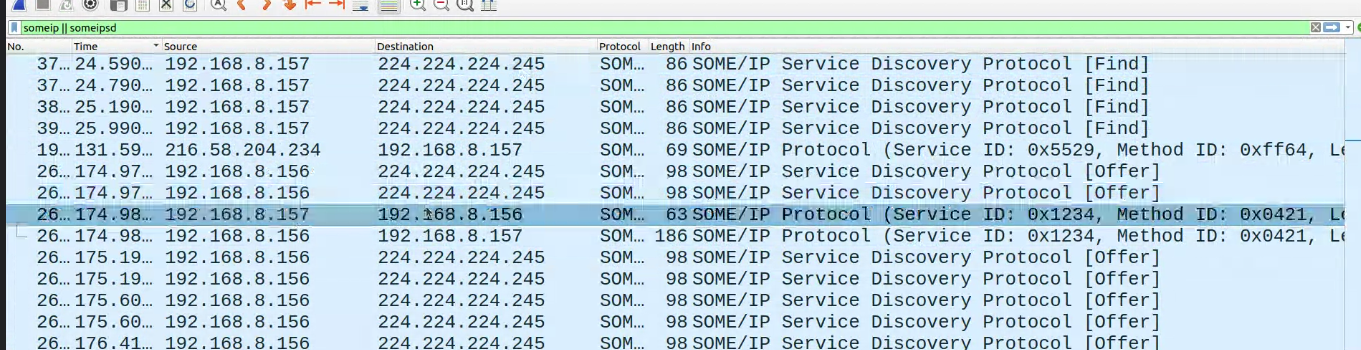 someip || someipsd
No. Time Source Destination Protocol Length Info
37… 24.590… 192.168.8.157 224.224.224.245 SOM… 86 SOME/IP Service Discovery Protocol [Find]
37… 24.790… 192.168.8.157 224.224.224.245 SOM… 86 SOME/IP Service Discovery Protocol [Find]
38… 25.190… 192.168.8.157 224.224.224.245 SOM… 86 SOME/IP Service Discovery Protocol [Find]
39… 25.990… 192.168.8.157 224.224.224.245 SOM… 86 SOME/IP Service Discovery Protocol [Find]
19… 131.59… 216.58.204.234 192.168.8.157 SOM… 69 SOME/IP Protocol (Service ID: 0x5529, Method ID: 0xff64, Le
26… 174.97… 192.168.8.156 224.224.224.245 SOM… 98 SOME/IP Service Discovery Protocol [Offer]
26… 174.97… 192.168.8.156 224.224.224.245 SOM… 98 SOME/IP Service Discovery Protocol [Offer]
26… 174.98… 192.168.8.157 192.168.8.156 SOM… 63 SOME/IP Protocol (Service ID: 0x1234, Method ID: 0x0421, Le
26… 174.98… 192.168.8.156 192.168.8.157 SOM… 186 SOME/IP Protocol (Service ID: 0x1234, Method ID: 0x0421, Le
26… 175.19… 192.168.8.156 224.224.224.245 SOM… 98 SOME/IP Service Discovery Protocol [Offer]
26… 175.19… 192.168.8.156 224.224.224.245 SOM… 98 SOME/IP Service Discovery Protocol [Offer]
26… 175.60… 192.168.8.156 224.224.224.245 SOM… 98 SOME/IP Service Discovery Protocol [Offer]
26… 175.60… 192.168.8.156 224.224.224.245 SOM… 98 SOME/IP Service Discovery Protocol [Offer]
26… 176.41… 192.168.8.156 224.224.224.245 SOM… 98 SOME/IP Service Discovery Protocol [Offer]